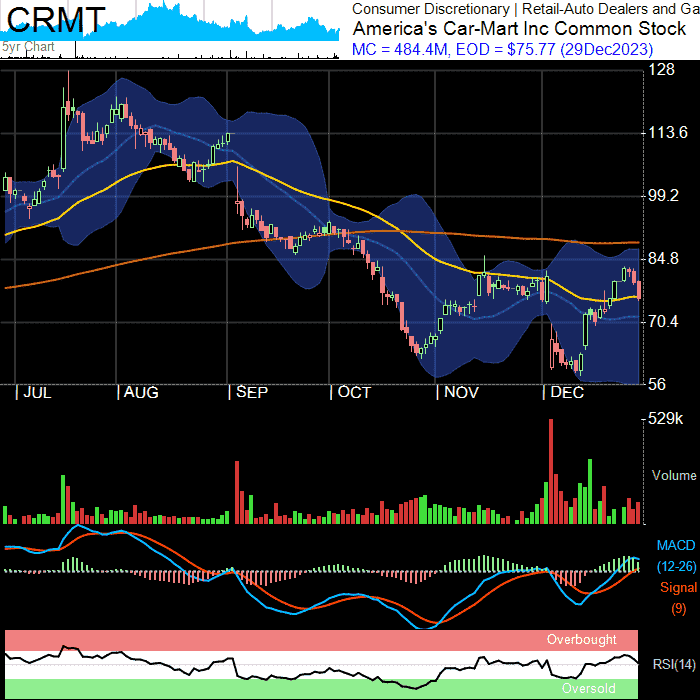 CRMT
5yr Chart
Consumer Discretionary | Retail-Auto Dealers and Ga
America's Car-Mart Inc Common Stock
MC = 484.4M, EOD = $75.77 (29Dec2023)
128
113.6
99.2
84.8
70.4
56
| JUL | AUG | SEP | OCT | NOV | DEC
529k
Volume
MACD
(12-26)
Signal
(9)
Overbought
RSI(14)
Oversold